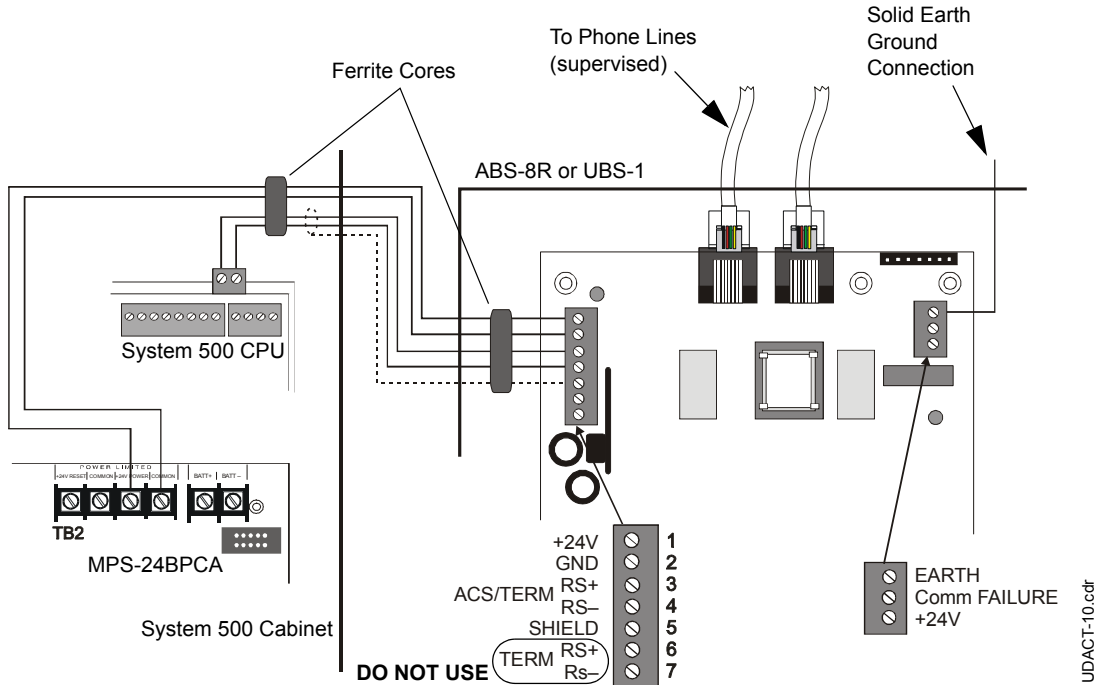 Solid Earth
Ground
Connection
To Phone Lines
(supervised)
Ferrite Cores
ABS-8R or UBS-1
System 500 CPU
POWER LIMITED
+24V RESET COMMON +24V POWER COMMON BATT+ BATT –
TB2
MPS-24BPCA
System 500 Cabinet
+24V 1
GND 2
ACS/TERM RS+ 3
RS– 4
SHIELD 5
DO NOT USE TERM RS+ 6
Rs– 7
EARTH
Comm FAILURE
+24V
UDACT-10.cdr